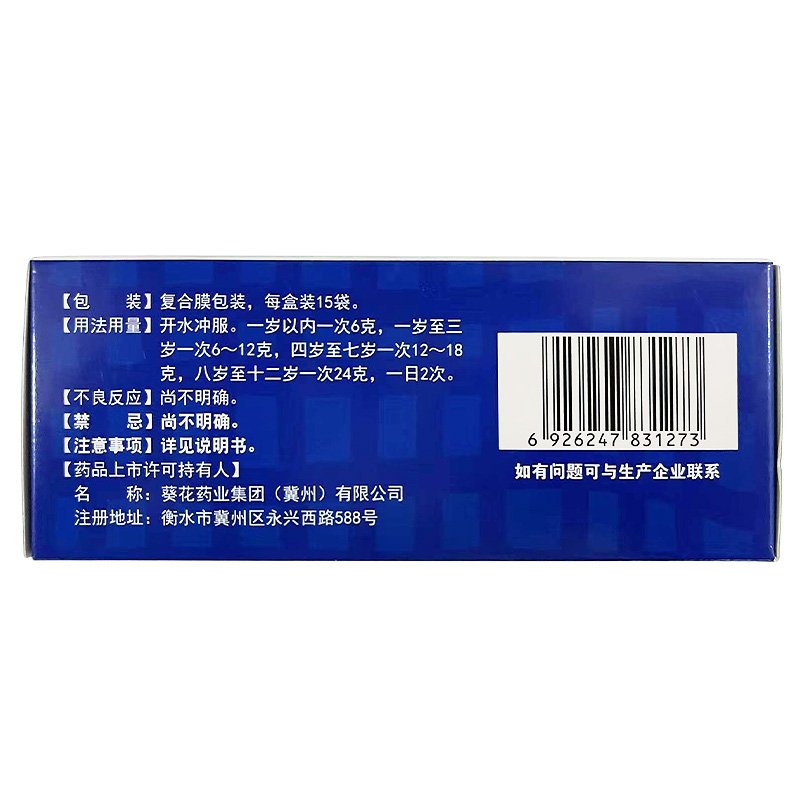 【包　　装】复合膜包装，每盒装15袋。
【用法用量】开水冲服。一岁以内一次6克，一岁至三
岁一次6～12克，四岁至七岁一次12～18
克，八岁至十二岁一次24克，一日2次。
【不良反应】尚不明确。
【禁　　忌】尚不明确。
【注意事项】详见说明书。
【药品上市许可持有人】
名　　称：葵花药业集团（冀州）有限公司
注册地址：衡水市冀州区永兴西路588号
6 926247 831273
如有问题可与生产企业联系